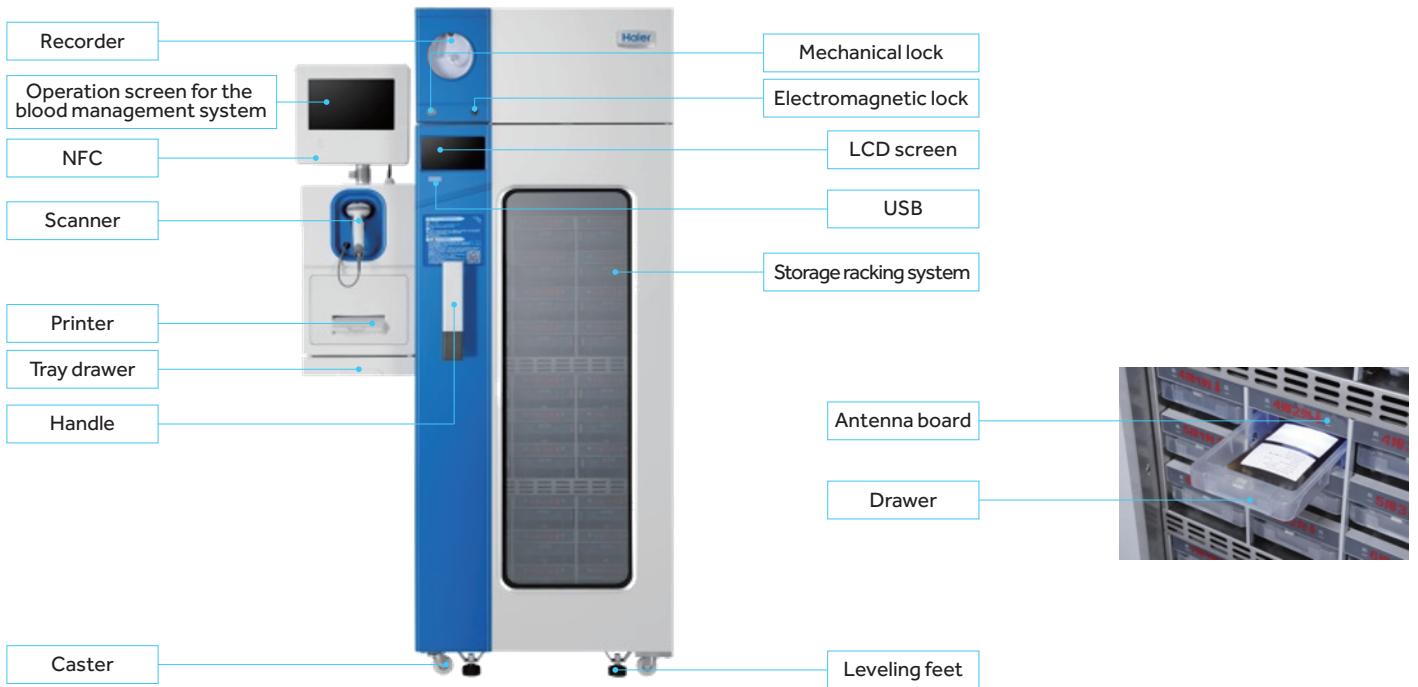 Recorder
Operation screen for the
blood management system
NFC
Scanner
Printer
Tray drawer
Handle
Caster
Haier
Mechanical lock
Electromagnetic lock
LCD screen
USB
Storage racking system
Antenna board
Drawer
Leveling feet